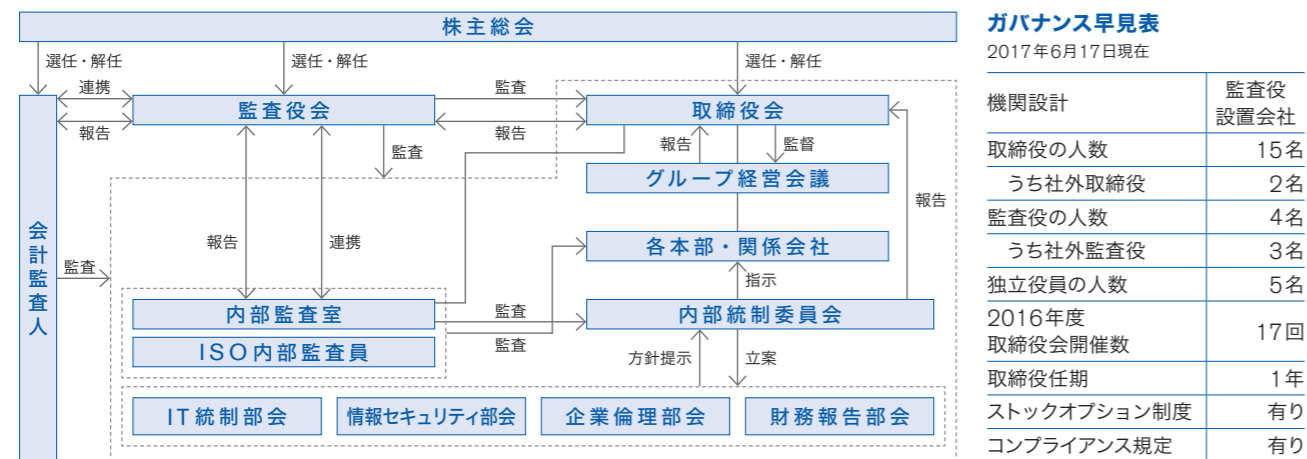 株主総会
選任・解任
選任・解任
選任・解任
連携
報告
監査役会
監査
報告
取締役会
監査
報告
監督
グループ経営会議
報告
会計監査人
監査
報告
連携
各本部・関係会社
指示
内部監査室
ISO内部監査員
監査
監査
内部統制委員会
方針提示
立案
IT統制部会
情報セキュリティ部会
企業倫理部会
財務報告部会
ガバナンス早見表
2017年6月17日現在
機関設計 監査役
設置会社
取締役の人数 15名
うち社外取締役 2名
監査役の人数 4名
うち社外監査役 3名
独立役員の人数 5名
2016年度
取締役会開催数 17回
取締役任期 1年
ストックオプション制度 有り
コンプライアンス規定 有り